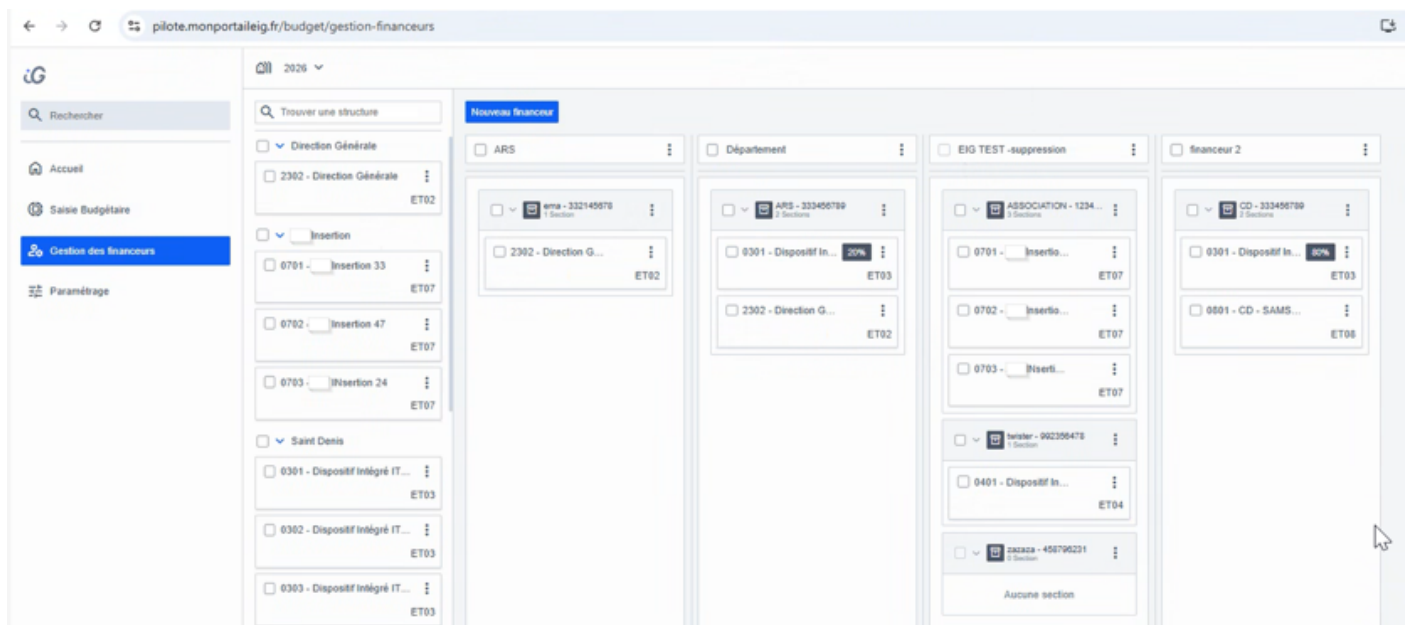 pilote.monportaileig.fr/budget/gestion-financeurs
iG
2026
Rechercher
Accueil
Saisie Budgétaire
Gestion des financeurs
Paramétrage
Trouver une structure
Direction Générale
2302 - Direction Générale
ET02
Insertion
0701 - Insertion 33
ET07
0702 - Insertion 47
ET07
0703 - INsertion 24
ET07
Saint Denis
0301 - Dispositif Intégré IT...
ET03
0302 - Dispositif Intégré IT...
ET03
0303 - Dispositif Intégré IT...
ET03
Nouveau financeur
ARS
ema - 332145678
1 Section
2302 - Direction G...
ET02
Département
ARS - 333456789
2 Sections
0301 - Dispositif In... 20%
ET03
2302 - Direction G...
ET02
EIG TEST -suppression
ASSOCIATION - 1234...
3 Sections
0701 - Insertio...
ET07
0702 - Insertio...
ET07
0703 - INserti...
ET07
twister - 992356478
1 Section
0401 - Dispositif In...
ET04
zazaza - 458796231
0 Section
Aucune section
financeur 2
CD - 333456789
2 Sections
0301 - Dispositif In... 80%
ET03
0801 - CD - SAMS...
ET08